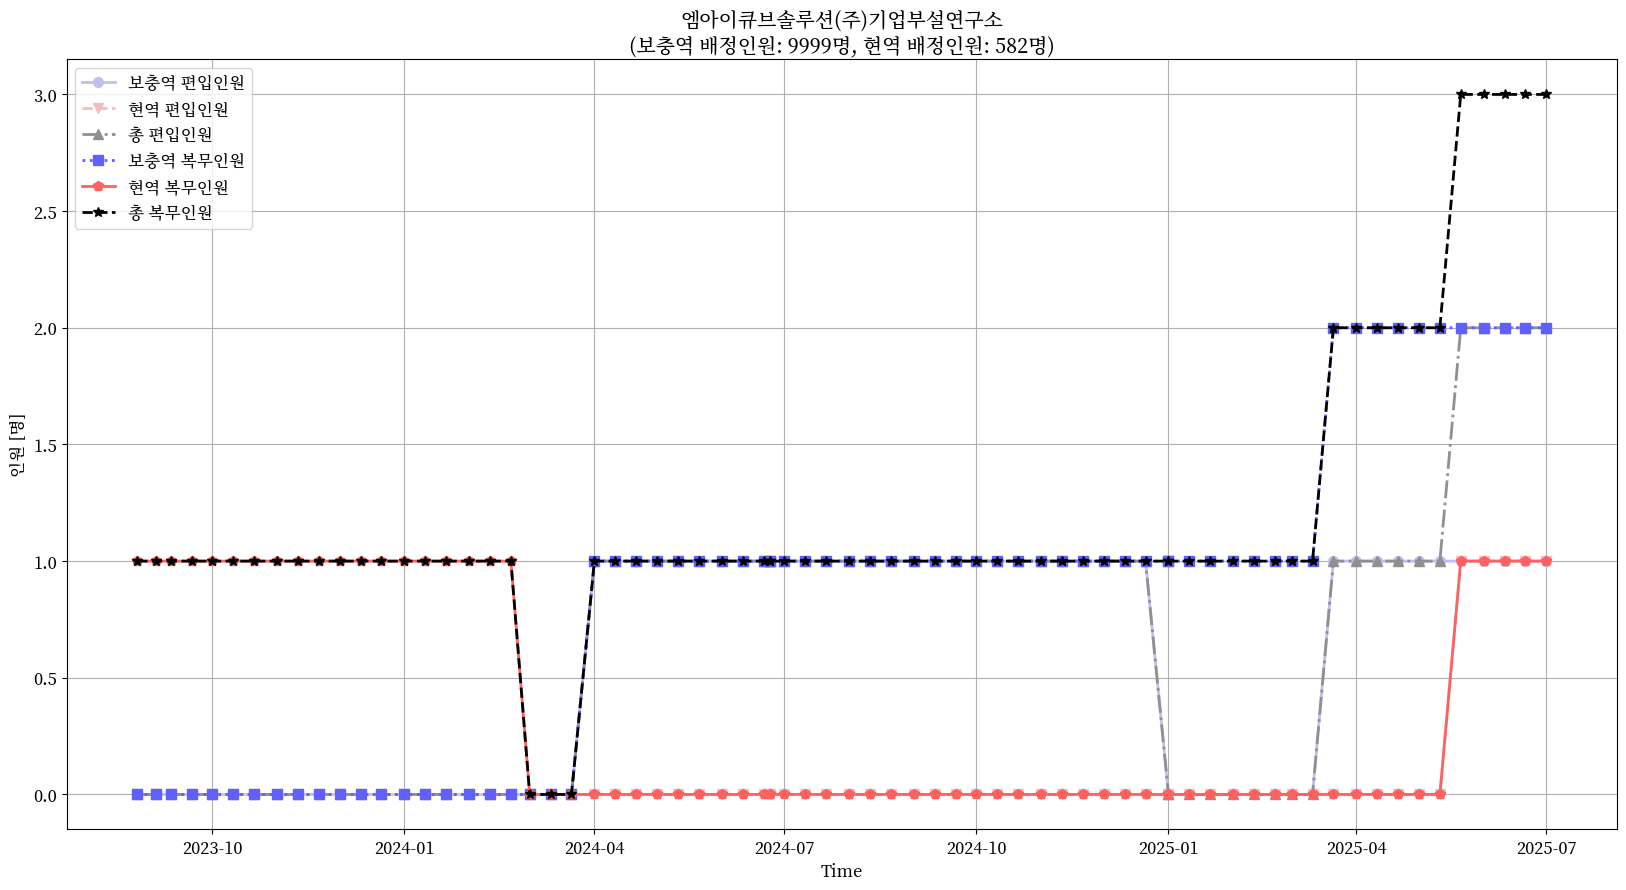 엠아이큐브솔루션(주)기업부설연구소
(보충역 배정인원: 9999명, 현역 배정인원: 582명)
보충역 편입인원
현역 편입인원
총 편입인원
보충역 복무인원
현역 복무인원
총 복무인원
인원 [명]
3.0
2.5
2.0
1.5
1.0
0.5
0.0
2023-10
2024-01
2024-04
2024-07
2024-10
2025-01
2025-04
2025-07
Time